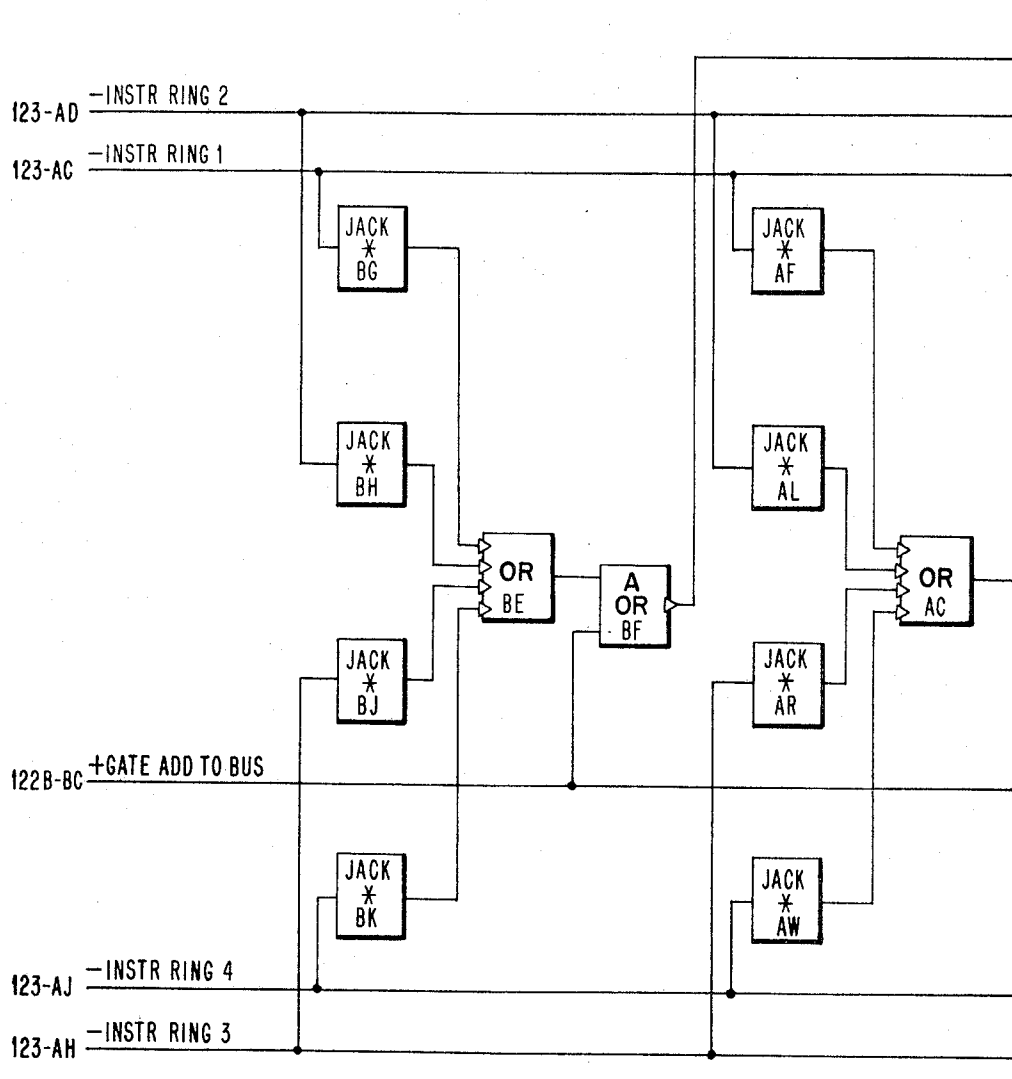 123-AD
-INSTR RING 2
123-AC
-INSTR RING 1
JACK
*
BG
JACK
*
AF
JACK
*
BH
JACK
*
AL
OR
BE
A
OR
BF
OR
AC
JACK
*
BJ
JACK
*
AR
122B-BC
+GATE ADD TO BUS
JACK
*
BK
JACK
*
AW
123-AJ
-INSTR RING 4
123-AH
-INSTR RING 3